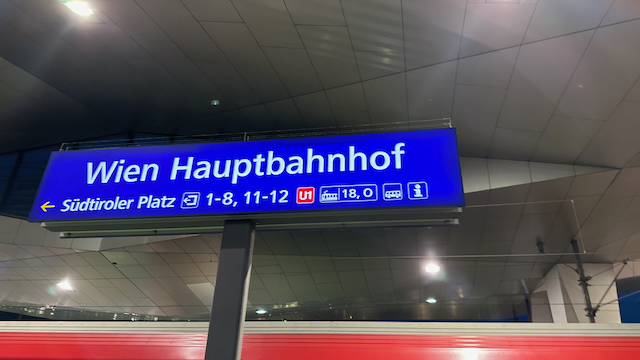 Wien Hauptbahnhof
Südtiroler Platz 1-8, 11-12 U1 18, O i